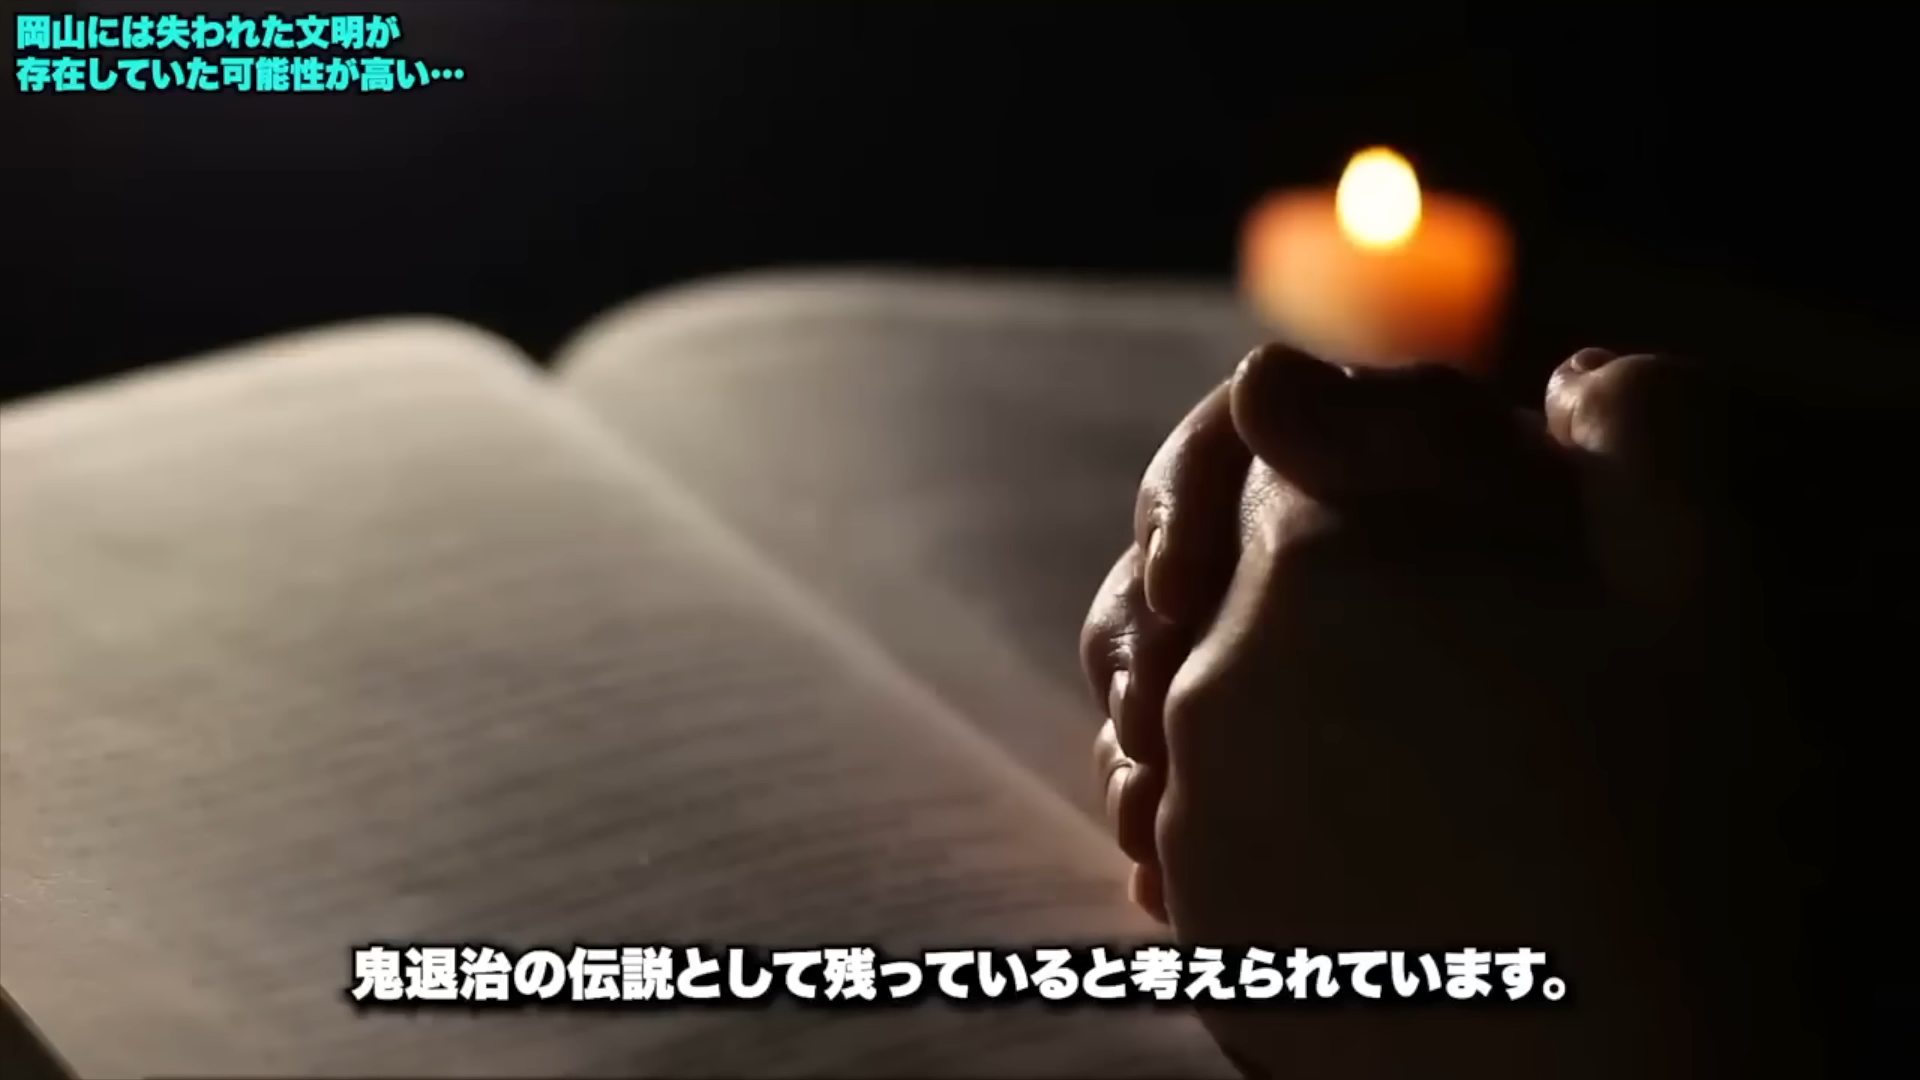 岡山には失われた文明が
存在していた可能性が高い…
鬼退治の伝説として残っていると考えられています。